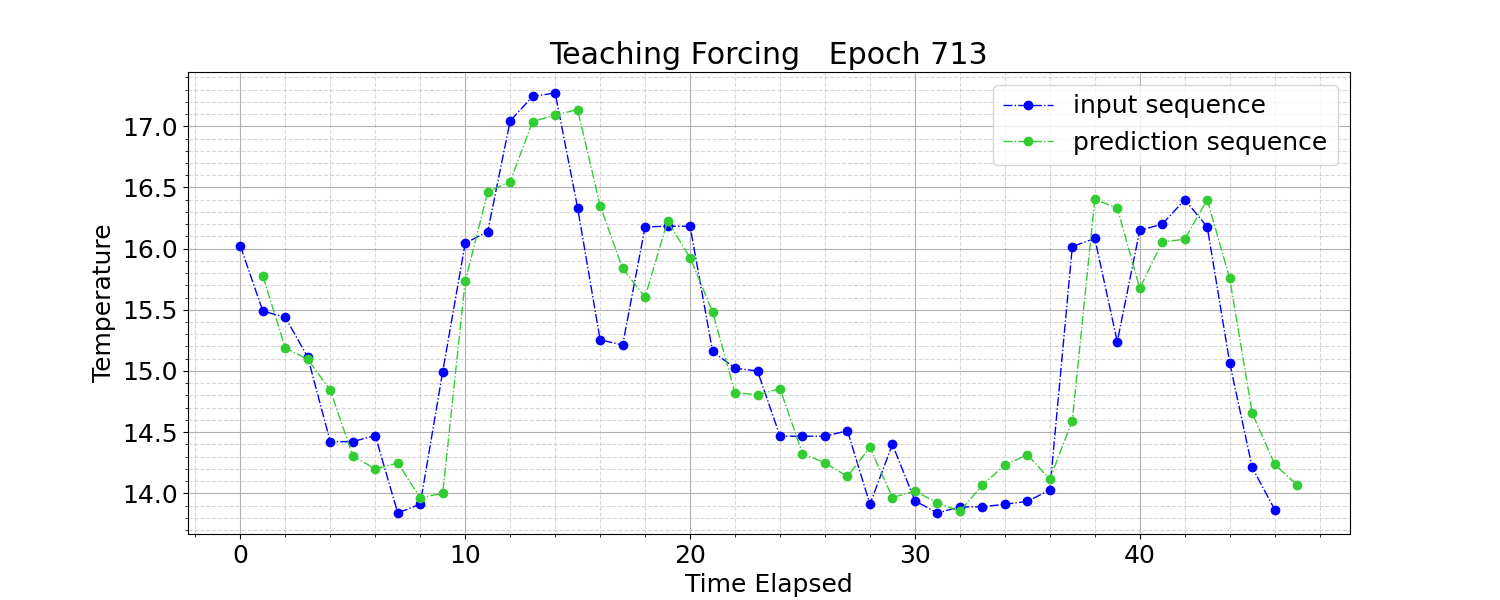 Teaching Forcing   Epoch 713
input sequence
prediction sequence
17.0
16.5
16.0
15.5
15.0
14.5
14.0
Temperature
0 10 20 30 40
Time Elapsed